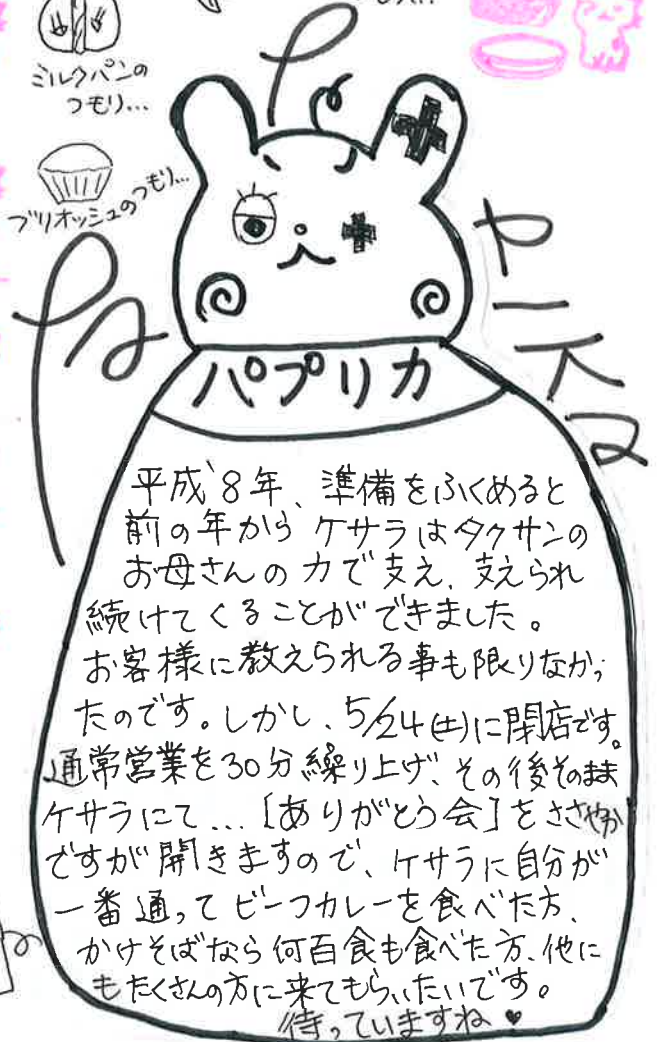 ミルクパンの
つもり...
ブリオッシュのつもり...
パプリカ
平成8年、準備をふくめると
前の年から ケサラはタクサンの
お母さんの力で支え、支えられ
続けてくることができました。
お客様に教えられる事も限りなかっ
たのです。しかし、5/24(土)に閉店です。
通常営業を30分繰り上げ、その後そのまま
ケサラにて...[ありがとう会]をささやか
ですが開きますので、ケサラに自分が
一番通ってビーフカレーを食べた方、
かけそばなら何百食も食べた方、他に
もたくさんの方に来てもらいたいです。
待っていますね♥